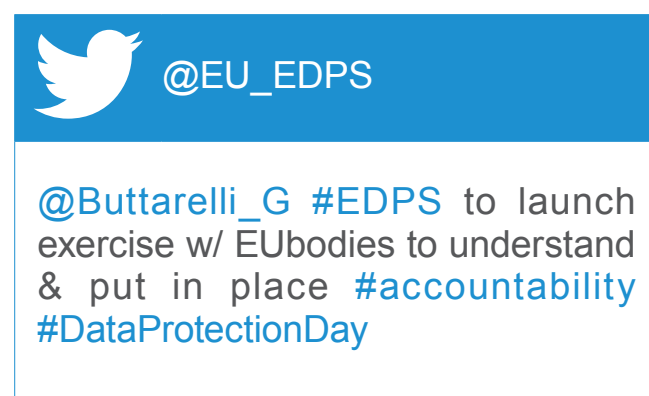 @EU_EDPS
@Buttarelli_G #EDPS to launch
exercise w/ EUbodies to understand
& put in place #accountability
#DataProtectionDay